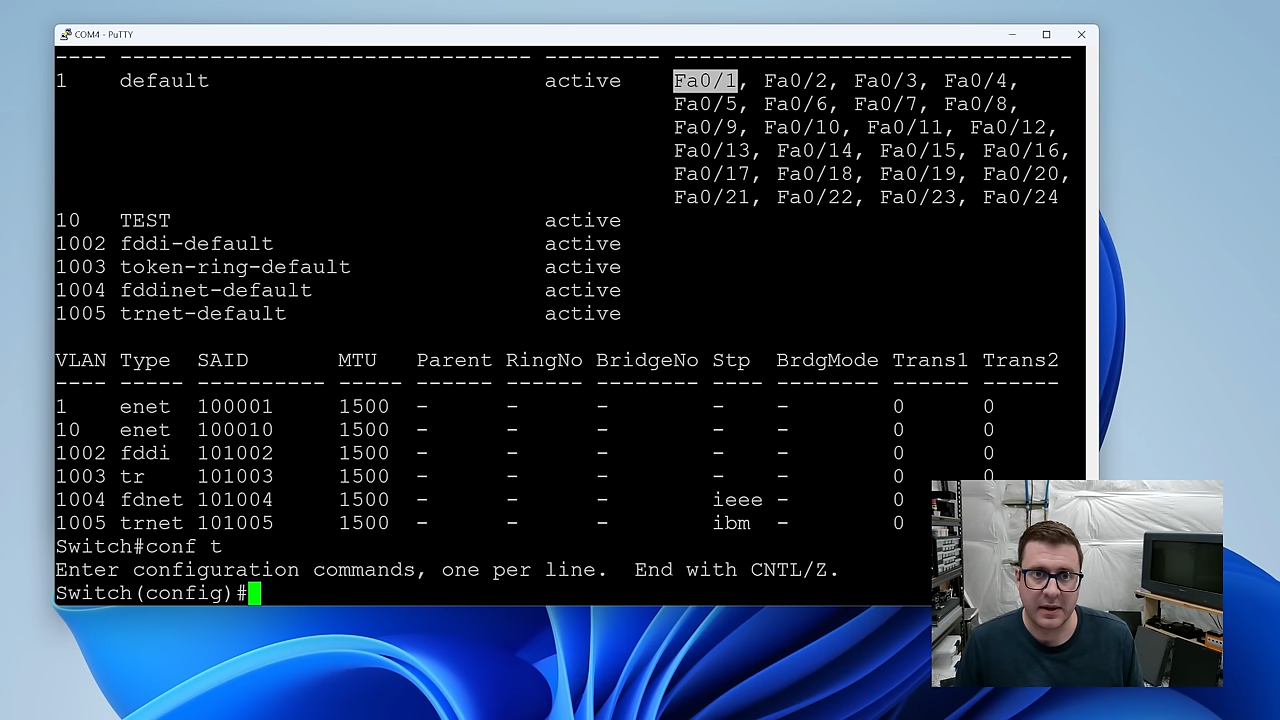 COM4 - PuTTY
---- -------------------------------- --------- -------------------------------
1    default                          active    Fa0/1, Fa0/2, Fa0/3, Fa0/4,
                                                Fa0/5, Fa0/6, Fa0/7, Fa0/8,
                                                Fa0/9, Fa0/10, Fa0/11, Fa0/12,
                                                Fa0/13, Fa0/14, Fa0/15, Fa0/16,
                                                Fa0/17, Fa0/18, Fa0/19, Fa0/20,
                                                Fa0/21, Fa0/22, Fa0/23, Fa0/24
10   TEST                             active
1002 fddi-default                     active
1003 token-ring-default               active
1004 fddinet-default                  active
1005 trnet-default                    active
VLAN Type  SAID       MTU   Parent RingNo BridgeNo Stp  BrdgMode Trans1 Trans2
---- ----- ---------- ----- ------ ------ -------- ---- -------- ------ ------
1    enet  100001     1500  -      -      -        -    -        0      0
10   enet  100010     1500  -      -      -        -    -        0      0
1002 fddi  101002     1500  -      -      -        -    -        0      0
1003 tr    101003     1500  -      -      -        -    -        0      0
1004 fdnet 101004     1500  -      -      -        ieee -        0
1005 trnet 101005     1500  -      -      -        ibm  -        0
Switch#conf t
Enter configuration commands, one per line.  End with CNTL/Z.
Switch(config)#